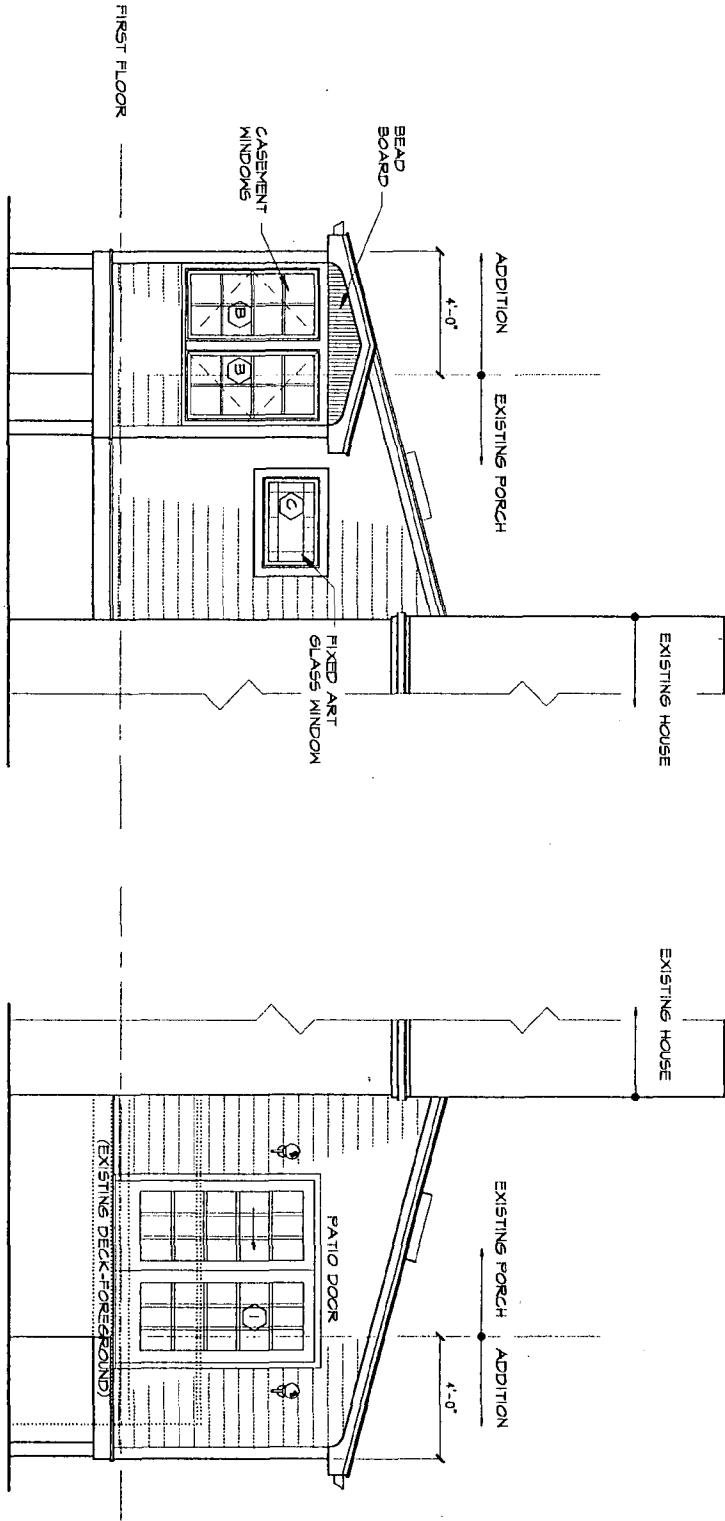 FIRST FLOOR
BEAD
BOARD
CASEMENT
WINDOWS
ADDITION
EXISTING PORCH
4'-0"
B
B
C
FIXED ART
GLASS WINDOW
EXISTING HOUSE
EXISTING HOUSE
EXISTING PORCH
ADDITION
4'-0"
PATIO DOOR
1
(EXISTING DECK-FOREGROUND)